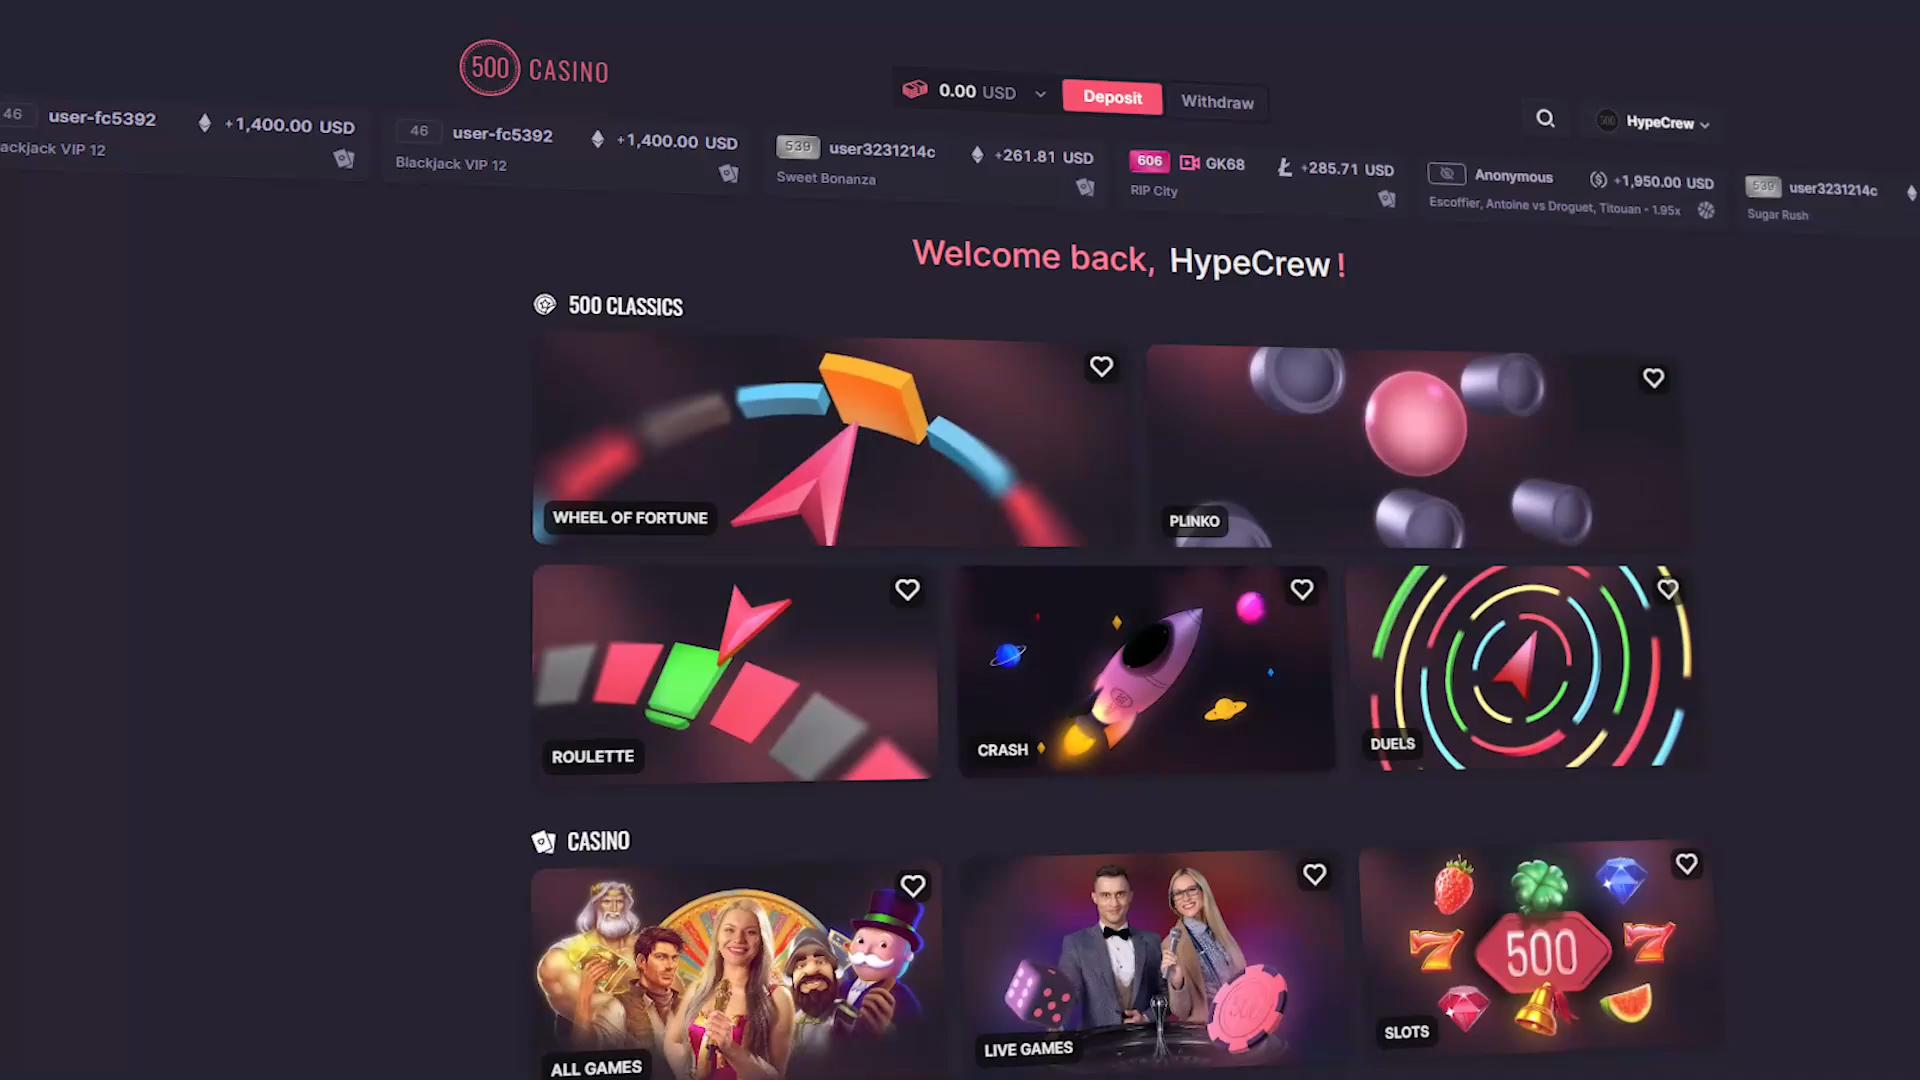 500 CASINO
0.00 USD
Deposit
Withdraw
HypeCrew
46 user-fc5392 +1,400.00 USD
ackjack VIP 12
46 user-fc5392 +1,400.00 USD
Blackjack VIP 12
539 user3231214c +261.81 USD
Sweet Bonanza
606 GK68 +285.71 USD
RIP City
Anonymous +1,950.00 USD
Escoffier, Antoine vs Droguet, Titouan - 1.95x
539 user3231214c
Sugar Rush
Welcome back, HypeCrew!
500 CLASSICS
WHEEL OF FORTUNE
PLINKO
ROULETTE
CRASH
DUELS
CASINO
500
ALL GAMES
LIVE GAMES
SLOTS